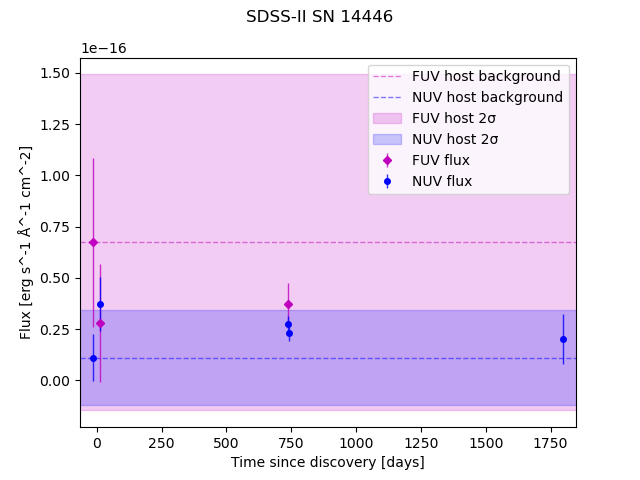 SDSS-II SN 14446
1e−16
1.50
1.25
1.00
0.75
0.50
0.25
0.00
Flux [erg s^-1 Å^-1 cm^-2]
FUV host background
NUV host background
FUV host 2σ
NUV host 2σ
FUV flux
NUV flux
0 250 500 750 1000 1250 1500 1750
Time since discovery [days]